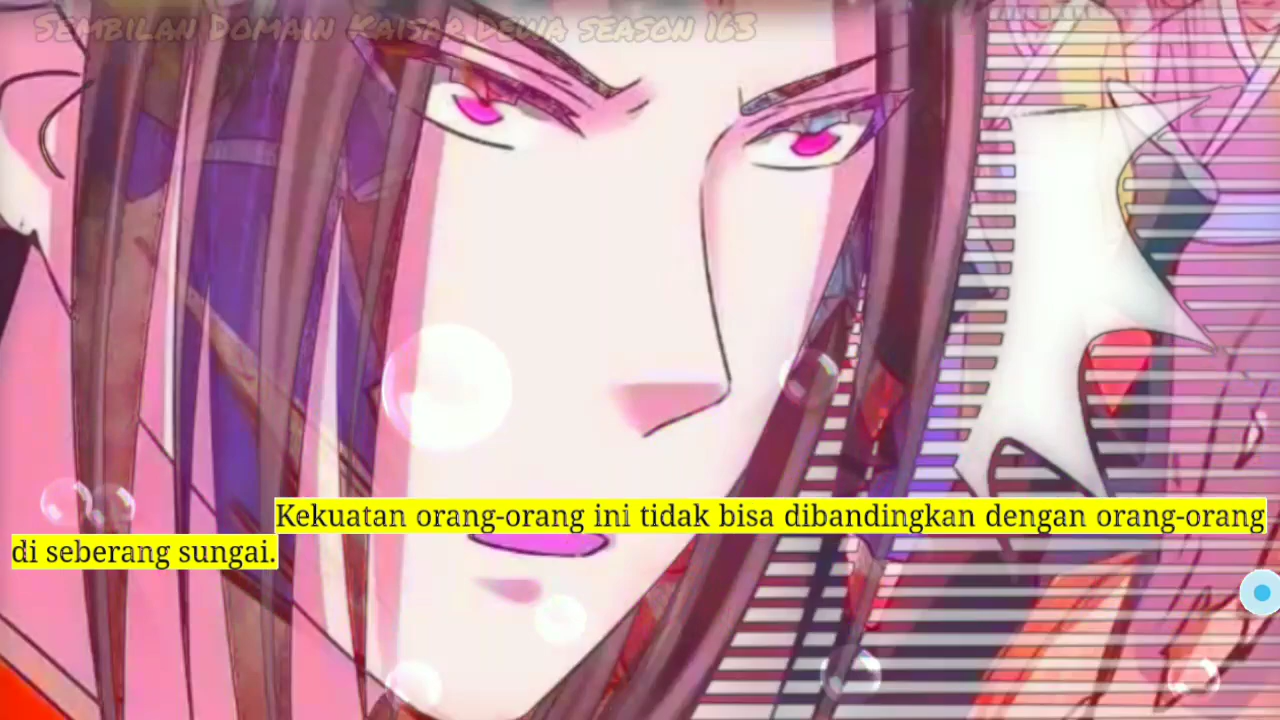 Sembilan Domain Kaisar Dewa season 163
Kekuatan orang-orang ini tidak bisa dibandingkan dengan orang-orang
di seberang sungai.